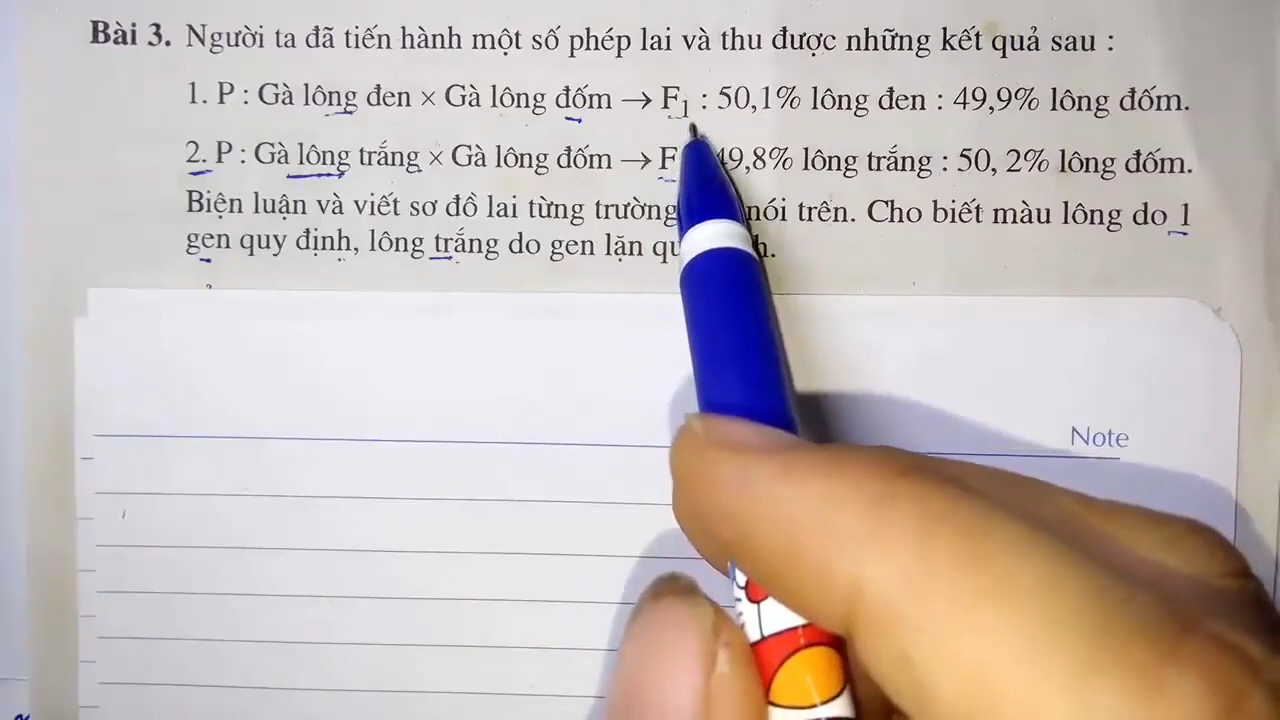 Bài 3. Người ta đã tiến hành một số phép lai và thu được những kết quả sau :
1. P : Gà lông đen × Gà lông đốm → F1 : 50,1% lông đen : 49,9% lông đốm.
2. P : Gà lông trắng × Gà lông đốm → F 49,8% lông trắng : 50, 2% lông đốm.
Biện luận và viết sơ đồ lai từng trường nói trên. Cho biết màu lông do 1
gen quy định, lông trắng do gen lặn
Note